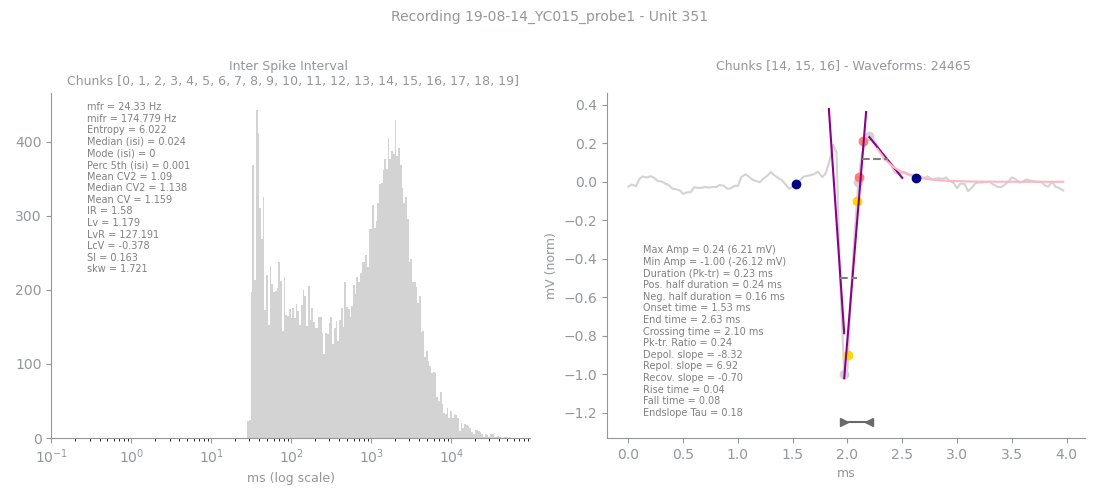 Recording 19-08-14_YC015_probe1 - Unit 351
Inter Spike Interval
Chunks [0, 1, 2, 3, 4, 5, 6, 7, 8, 9, 10, 11, 12, 13, 14, 15, 16, 17, 18, 19]
mfr = 24.33 Hz
mifr = 174.779 Hz
Entropy = 6.022
Median (isi) = 0.024
Mode (isi) = 0
Perc 5th (isi) = 0.001
Mean CV2 = 1.09
Median CV2 = 1.138
Mean CV = 1.159
IR = 1.58
Lv = 1.179
LvR = 127.191
LcV = -0.378
SI = 0.163
skw = 1.721
400
300
200
100
0
10⁻¹ 10⁰ 10¹ 10² 10³ 10⁴
ms (log scale)
Chunks [14, 15, 16] - Waveforms: 24465
mV (norm)
0.4
0.2
0.0
−0.2
−0.4
−0.6
−0.8
−1.0
−1.2
Max Amp = 0.24 (6.21 mV)
Min Amp = -1.00 (-26.12 mV)
Duration (Pk-tr) = 0.23 ms
Pos. half duration = 0.24 ms
Neg. half duration = 0.16 ms
Onset time = 1.53 ms
End time = 2.63 ms
Crossing time = 2.10 ms
Pk-tr. Ratio = 0.24
Depol. slope = -8.32
Repol. slope = 6.92
Recov. slope = -0.70
Rise time = 0.04
Fall time = 0.08
Endslope Tau = 0.18
0.0 0.5 1.0 1.5 2.0 2.5 3.0 3.5 4.0
ms